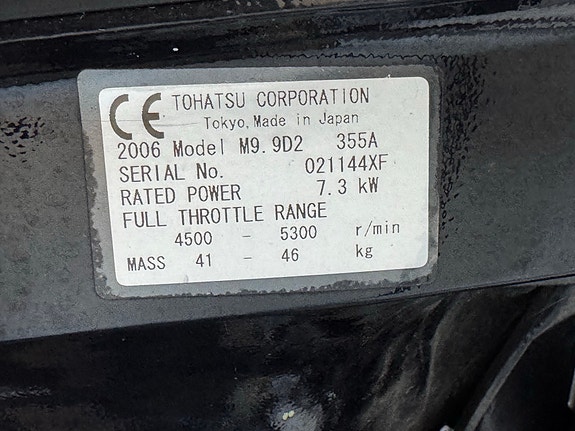 CE TOHATSU CORPORATION
Tokyo, Made in Japan
2006 Model M9.9D2 355A
SERIAL No. 021144XF
RATED POWER 7.3 kW
FULL THROTTLE RANGE
4500 - 5300 r/min
MASS 41 - 46 kg